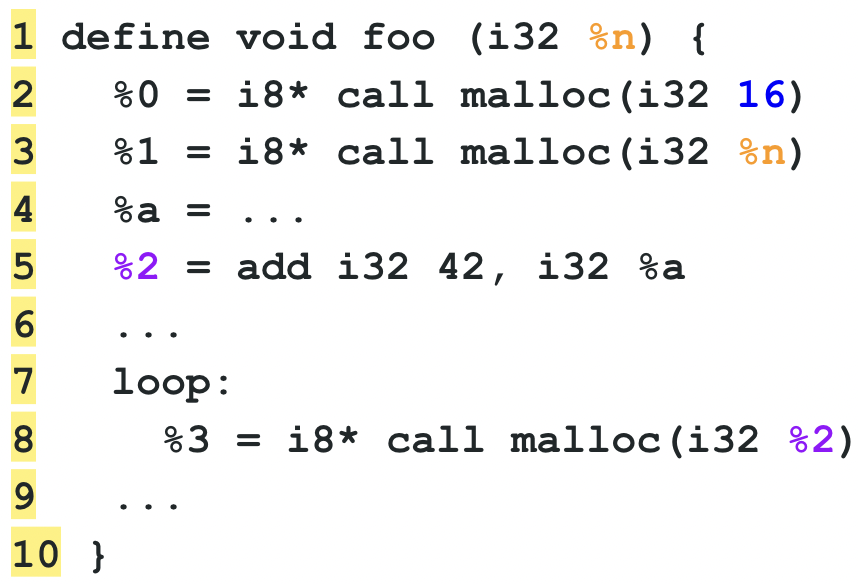 1 define void foo (i32 %n) {
2 %0 = i8* call malloc(i32 16)
3 %1 = i8* call malloc(i32 %n)
4 %a = ...
5 %2 = add i32 42, i32 %a
6 ...
7 loop:
8 %3 = i8* call malloc(i32 %2)
9 ...
10 }